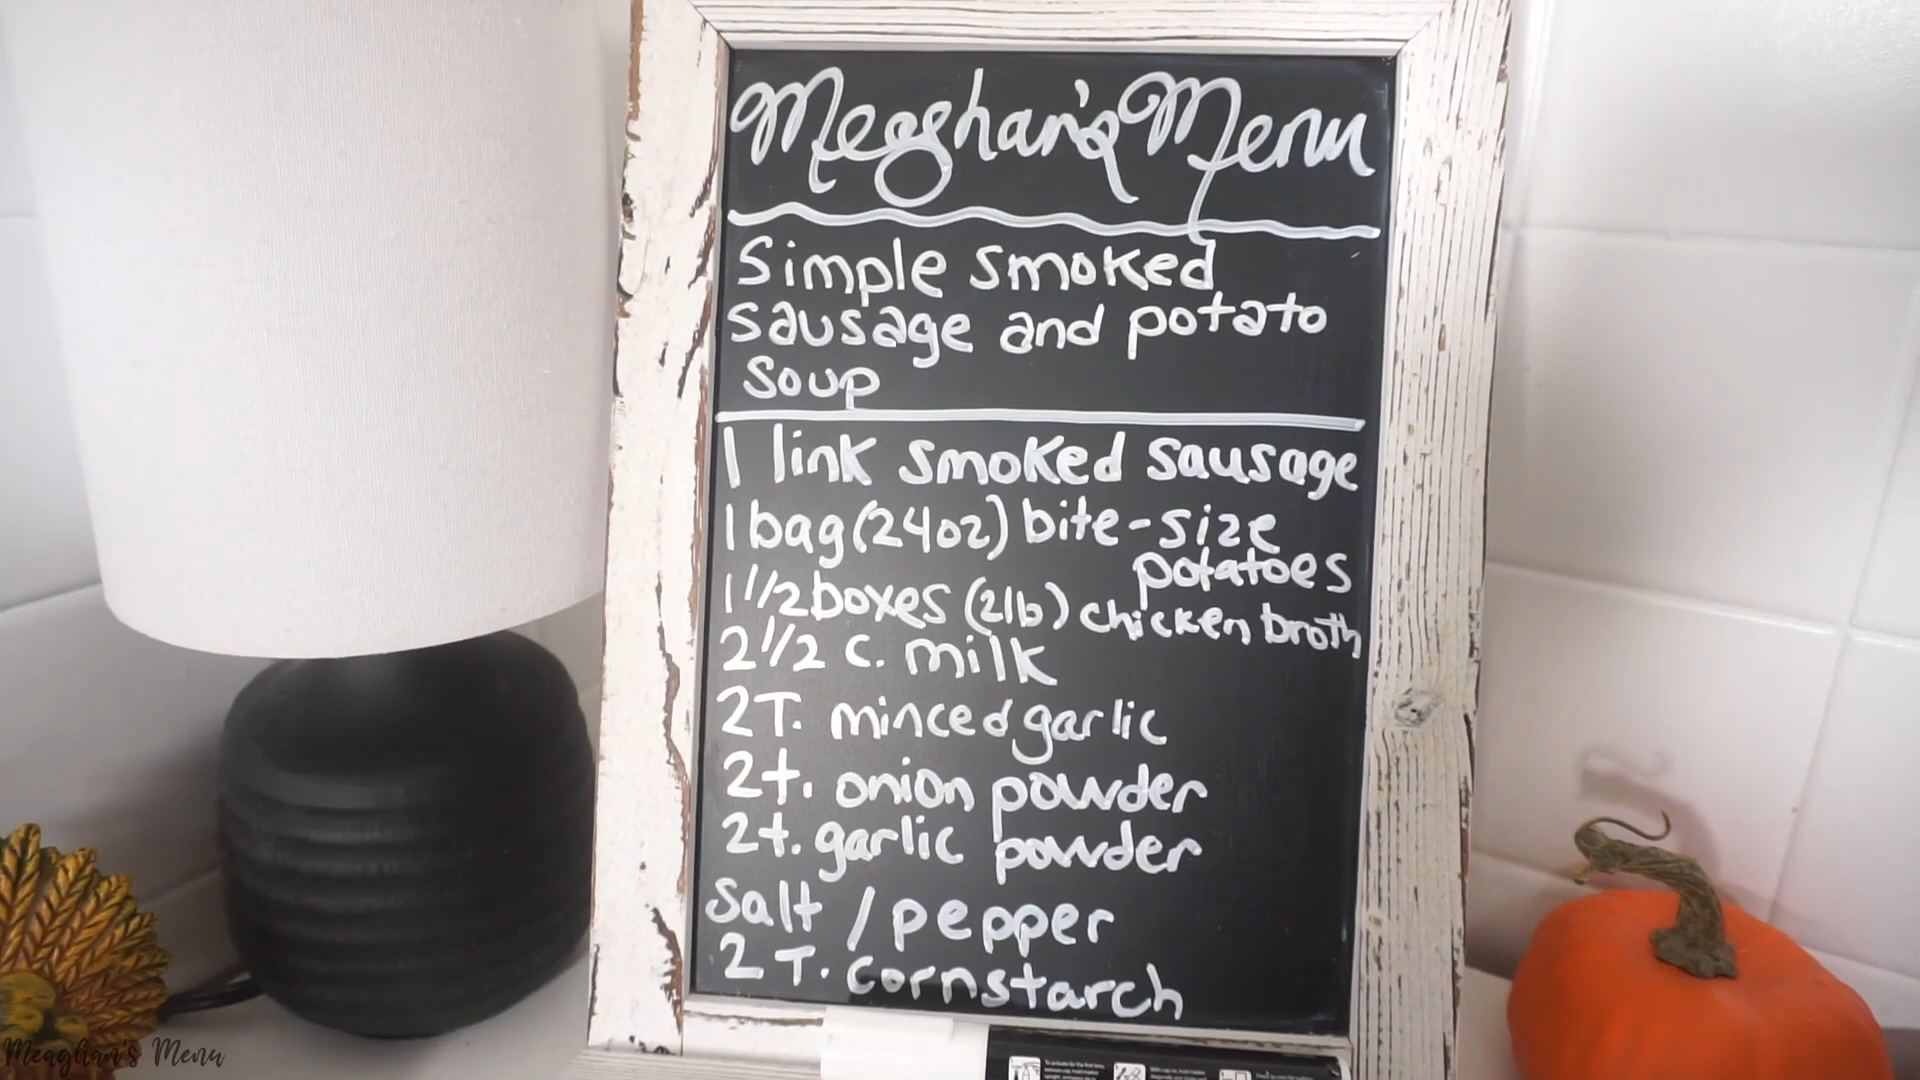 Meaghan's Menu
Simple smoked
sausage and potato
soup
1 link smoked sausage
1 bag (24oz) bite-size
potatoes
1 1/2 boxes (2lb) chicken broth
2 1/2 c. milk
2T. minced garlic
2t. onion powder
2t. garlic powder
salt / pepper
2 T. cornstarch
Meaghan's Menu